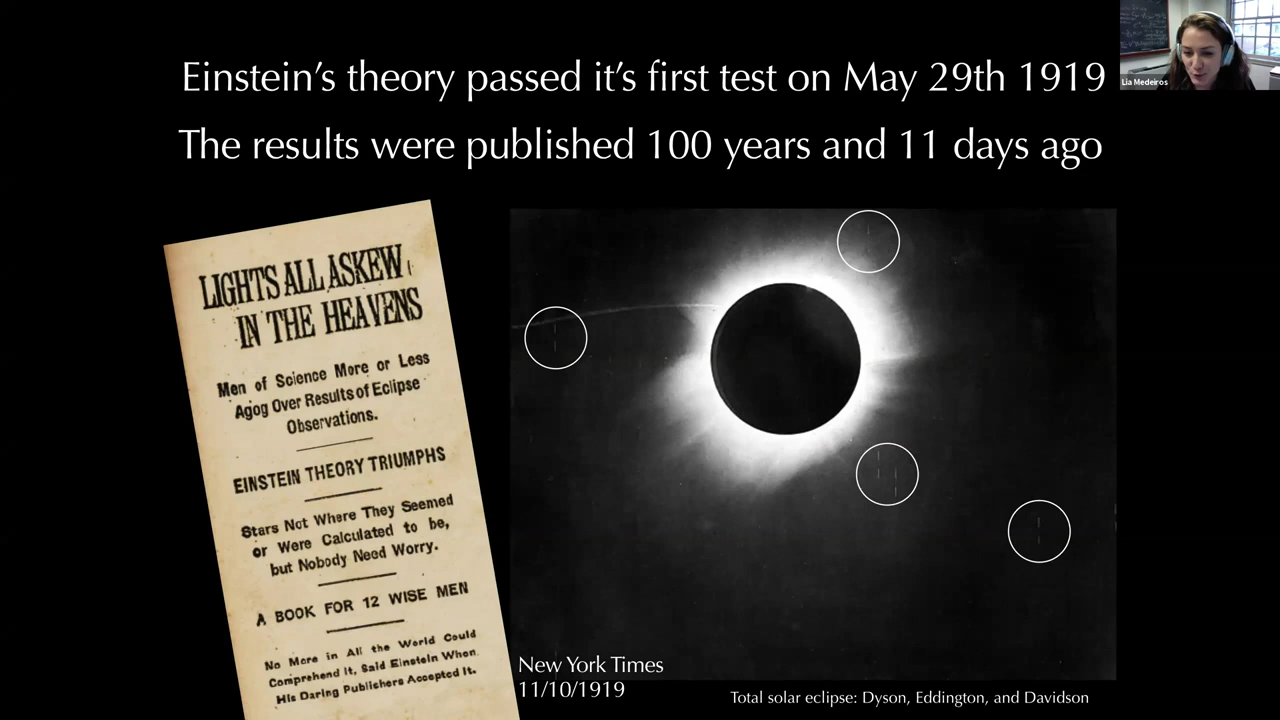 Einstein's theory passed it's first test on May 29th 1919
Lia Medeiros
The results were published 100 years and 11 days ago
LIGHTS ALL ASKEW
IN THE HEAVENS
Men of Science More or Less
Agog Over Results of Eclipse
Observations.
EINSTEIN THEORY TRIUMPHS
Stars Not Where They Seemed
or Were Calculated to be,
but Nobody Need Worry.
A BOOK FOR 12 WISE MEN
No More in All the World Could
Comprehend It, Said Einstein When
His Daring Publishers Accepted It.
New York Times
11/10/1919
Total solar eclipse: Dyson, Eddington, and Davidson